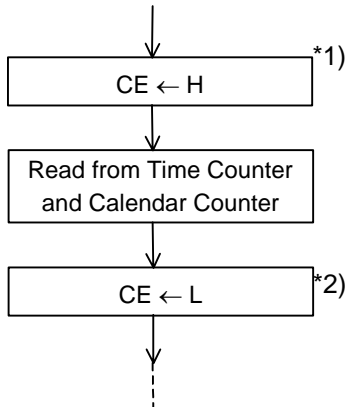 *1)
CE ← H
Read from Time Counter
and Calendar Counter
*2)
CE ← L